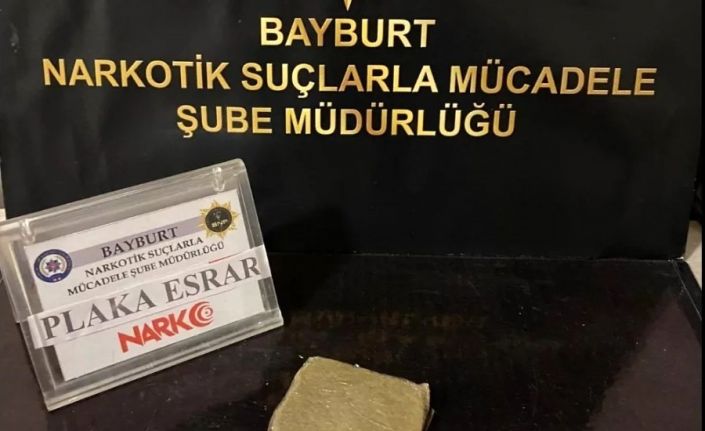 BAYBURT
NARKOTİK SUÇLARLA MÜCADELE
ŞUBE MÜDÜRLÜĞÜ
BAYBURT
NARKOTİK SUÇLARLA
MÜCADELE ŞUBE MÜDÜRLÜĞÜ
PLAKA ESRAR
NARKO